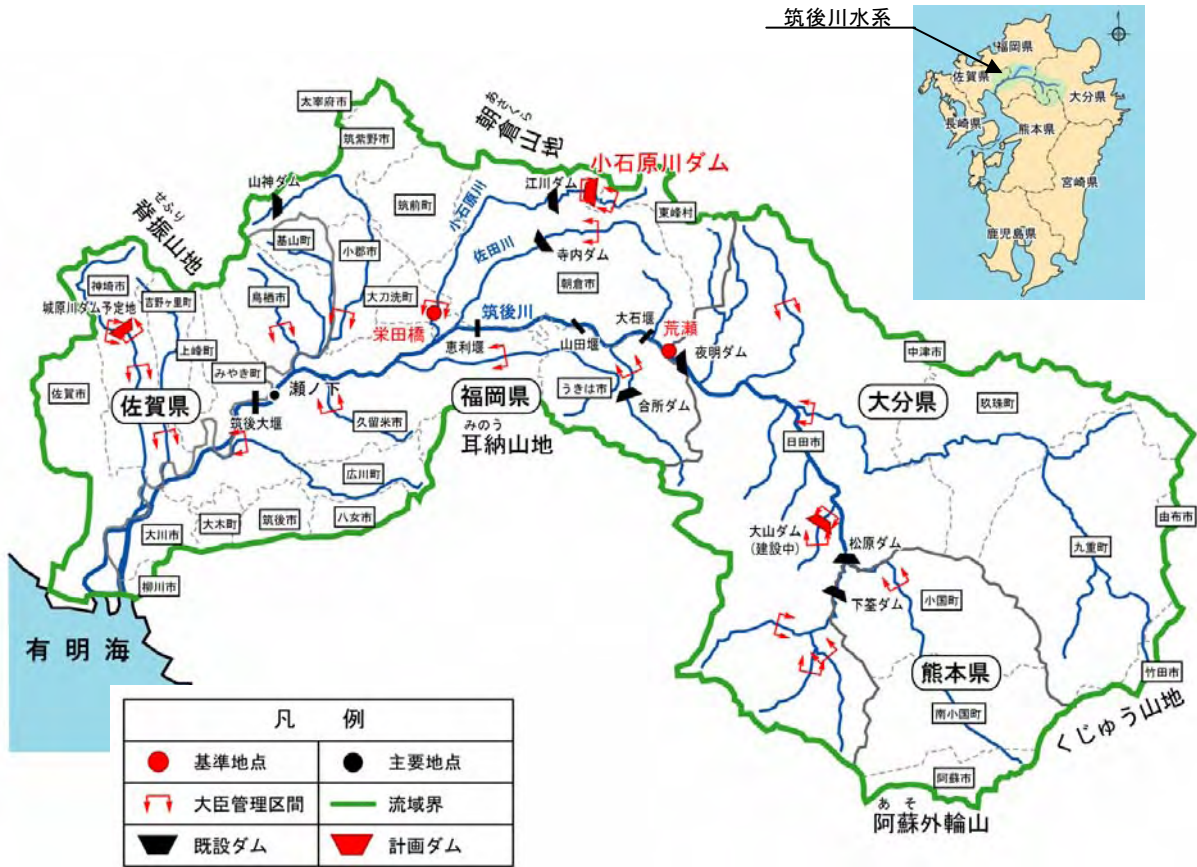 筑後川水系
福岡県
佐賀県
大分県
長崎県
熊本県
宮崎県
鹿児島県
太宰府市
筑紫野市
あさくら
朝倉山地
小石原川ダム
山神ダム
江川ダム
筑前町
小石原川
東峰村
せふり
脊振山地
基山町
小郡市
佐田川
寺内ダム
神埼市
吉野ヶ里町
鳥栖市
大刀洗町
朝倉市
城原川ダム予定地
筑後川
大石堰
荒瀬
栄田橋
恵利堰
山田堰
夜明ダム
上峰町
みやき町
中津市
佐賀市
佐賀県
瀬ノ下
福岡県
うきは市
合所ダム
大分県
玖珠町
筑後大堰
久留米市
みのう
耳納山地
日田市
広川町
大川市
大木町
筑後市
八女市
大山ダム
(建設中)
松原ダム
由布市
九重町
柳川市
下筌ダム
小国町
有明海
熊本県
竹田市
南小国町
くじゅう山地
阿蘇市
あそ
阿蘇外輪山
凡 例
基準地点
主要地点
大臣管理区間
流域界
既設ダム
計画ダム